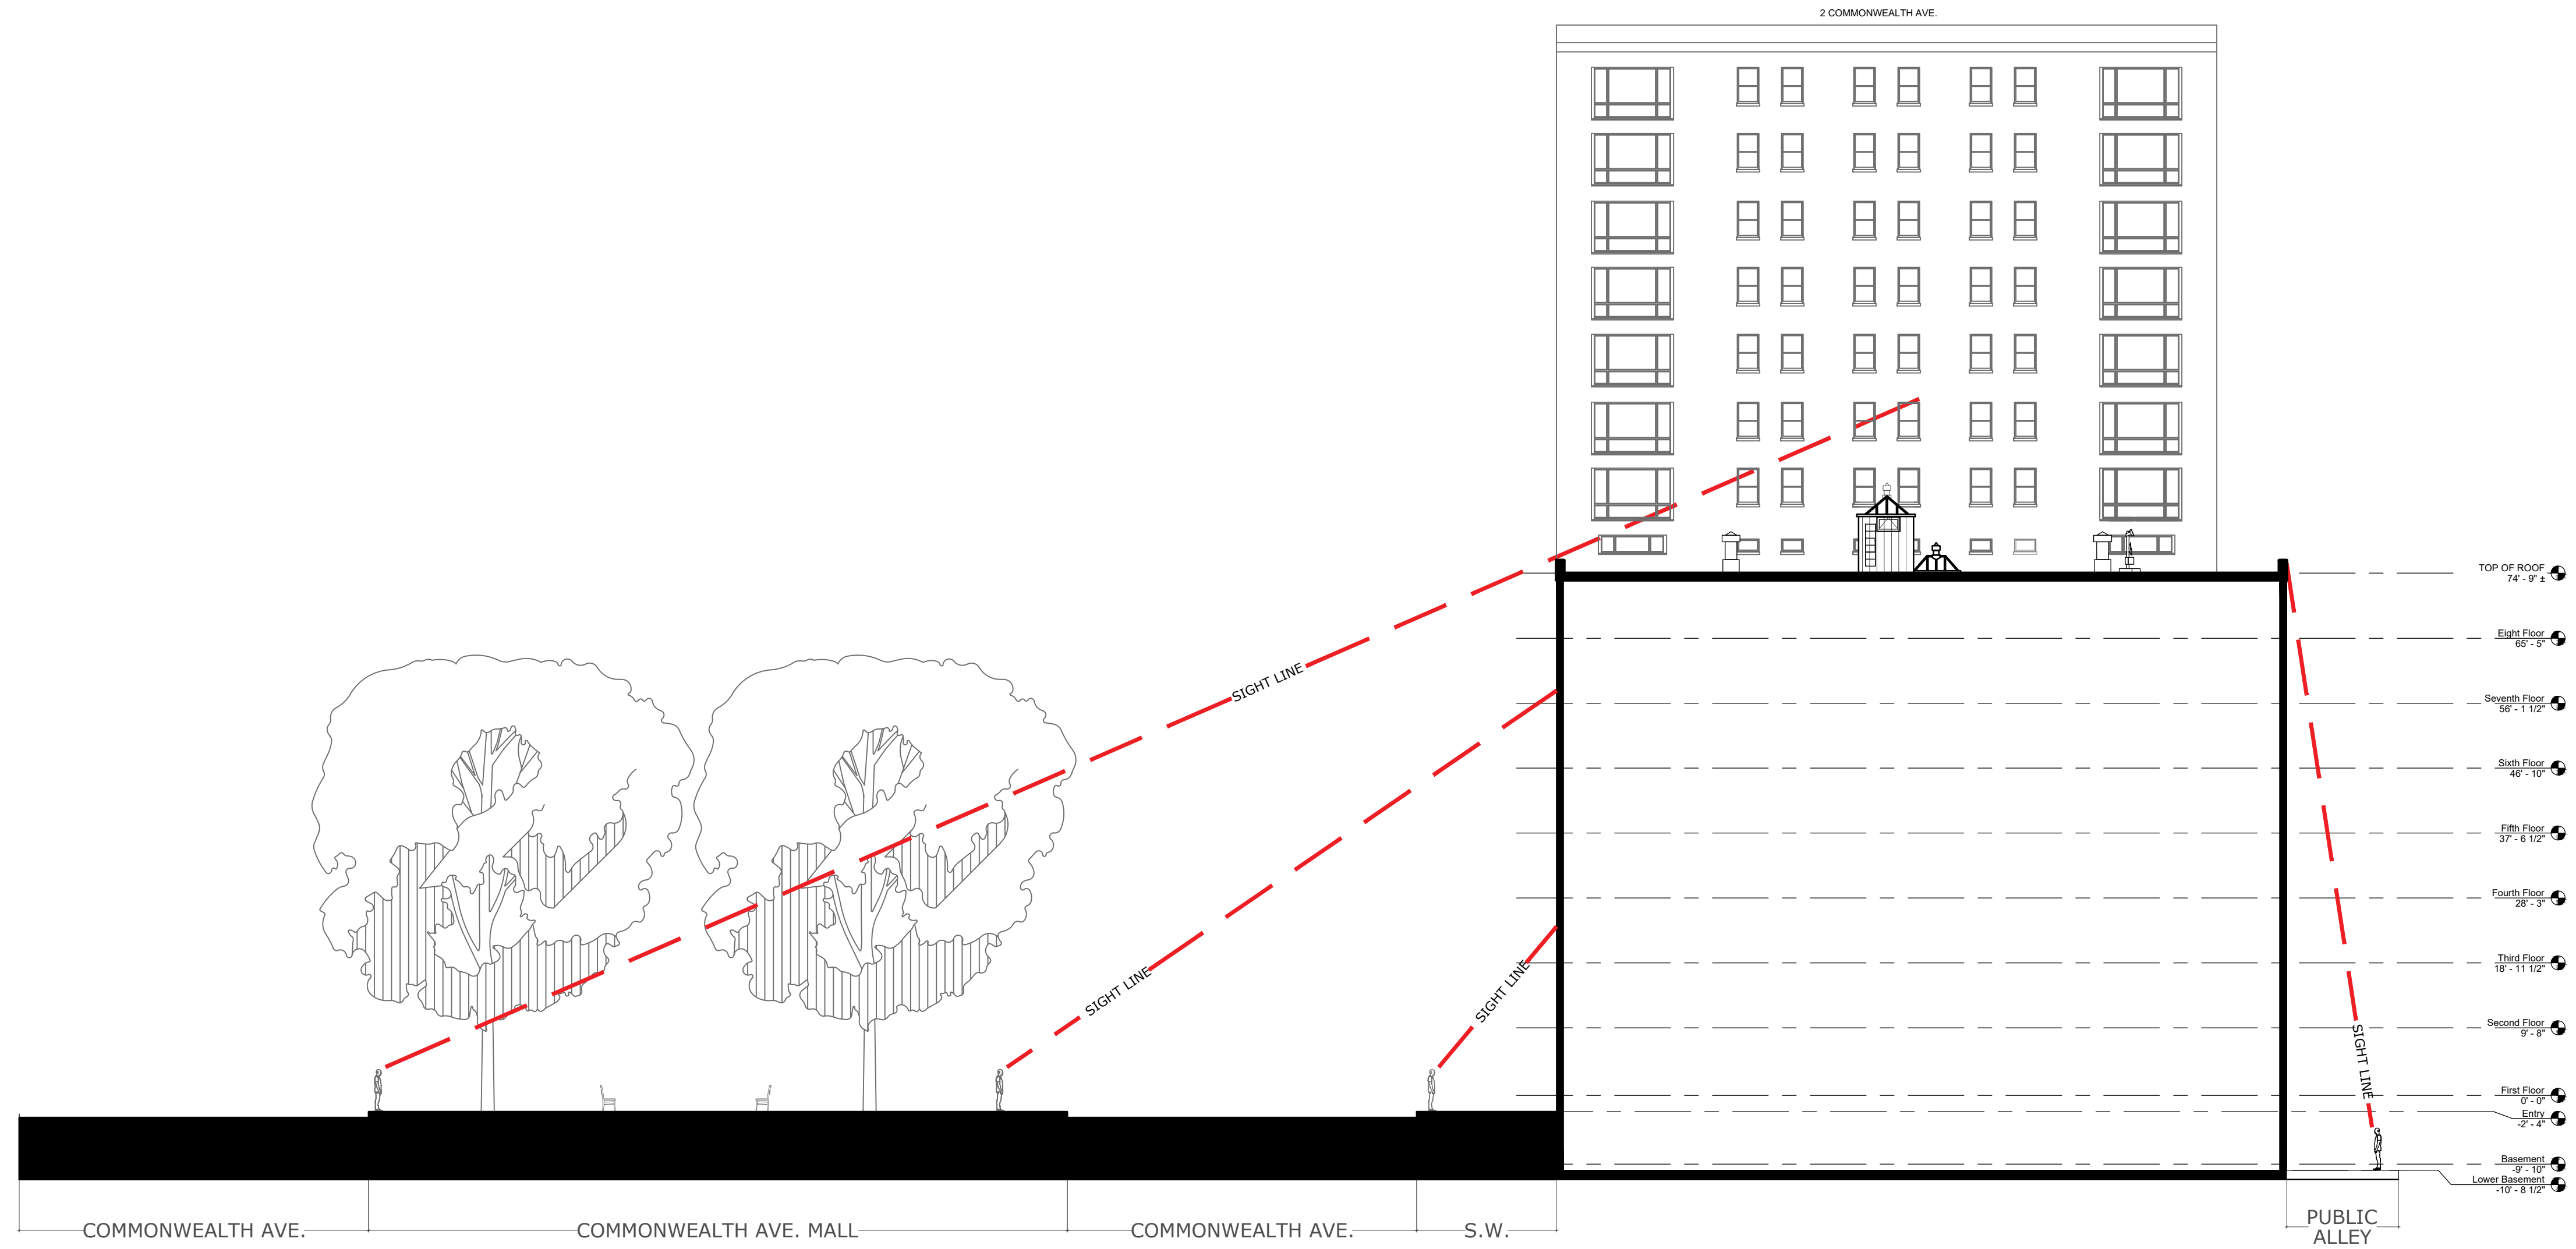 2 COMMONWEALTH AVE.
SIGHT LINE
SIGHT LINE
SIGHT LINE
SIGHT LINE
TOP OF ROOF
74' - 9" ±
Eight Floor
65' - 5"
Seventh Floor
56' - 1 1/2"
Sixth Floor
46' - 10"
Fifth Floor
37' - 6 1/2"
Fourth Floor
28' - 3"
Third Floor
18' - 11 1/2"
Second Floor
9' - 8"
First Floor
0' - 0"
Entry
-2' - 4"
Basement
-9' - 10"
Lower Basement
-10' - 8 1/2"
COMMONWEALTH AVE.
COMMONWEALTH AVE. MALL
COMMONWEALTH AVE.
S.W.
PUBLIC
ALLEY